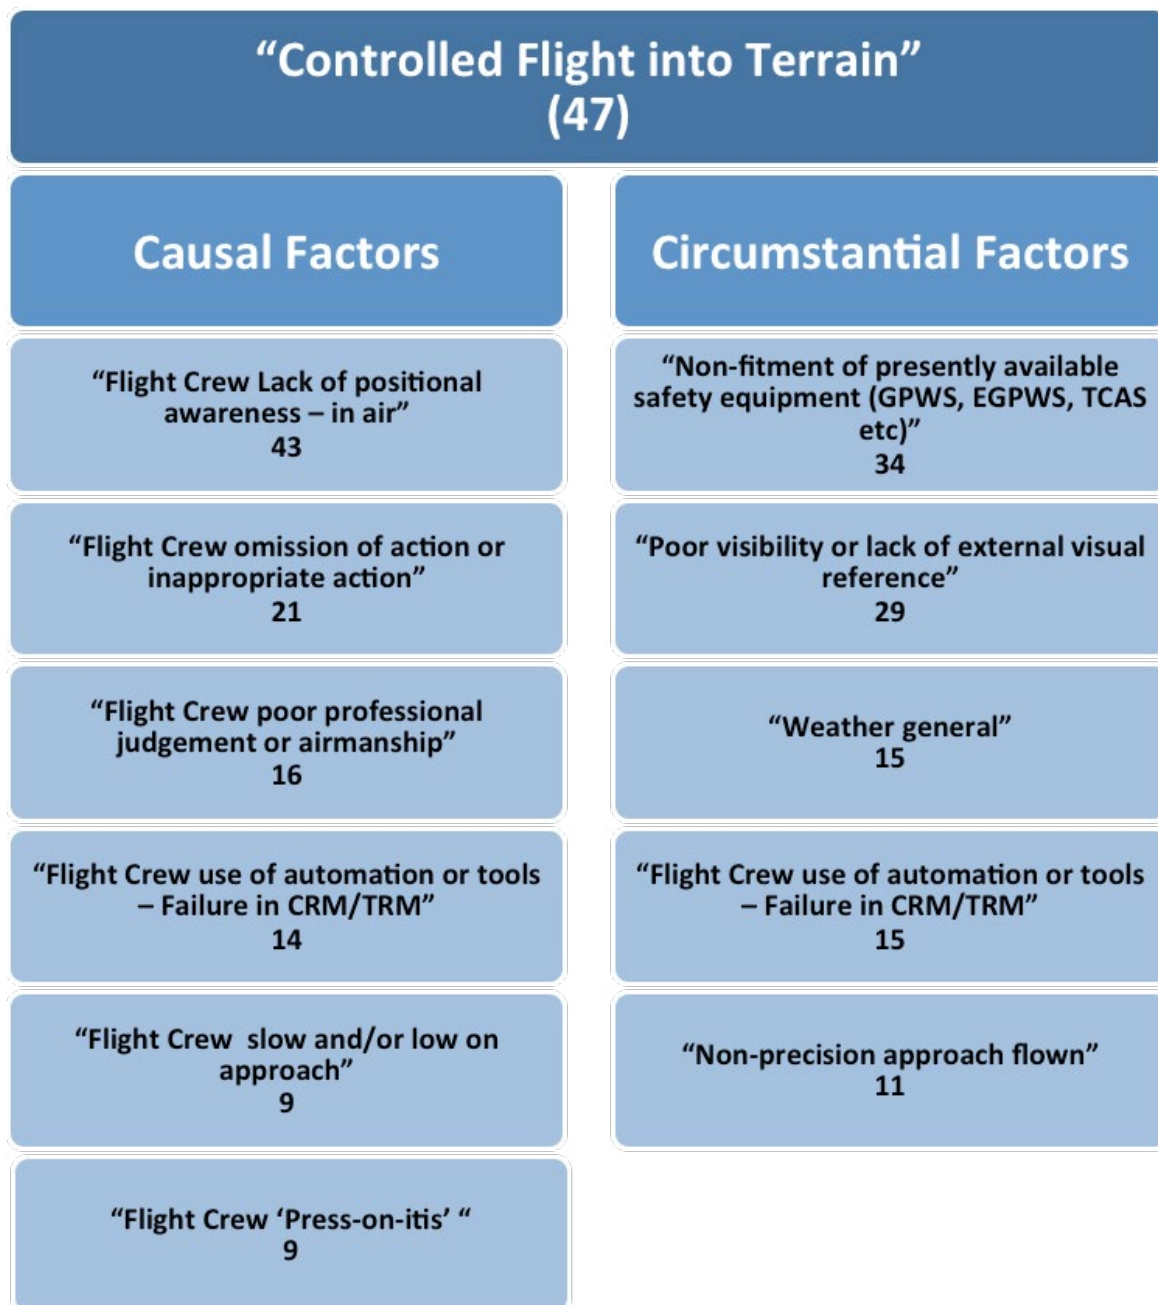 “Controlled Flight into Terrain”
(47)
Causal Factors
Circumstantial Factors
“Flight Crew Lack of positional
awareness – in air”
43
“Non-fitment of presently available
safety equipment (GPWS, EGPWS, TCAS
etc)”
34
“Flight Crew omission of action or
inappropriate action”
21
“Poor visibility or lack of external visual
reference”
29
“Flight Crew poor professional
judgement or airmanship”
16
“Weather general”
15
“Flight Crew use of automation or tools
– Failure in CRM/TRM”
14
“Flight Crew use of automation or tools
– Failure in CRM/TRM”
15
“Flight Crew  slow and/or low on
approach”
9
“Non-precision approach flown”
11
“Flight Crew ‘Press-on-itis’ “
9